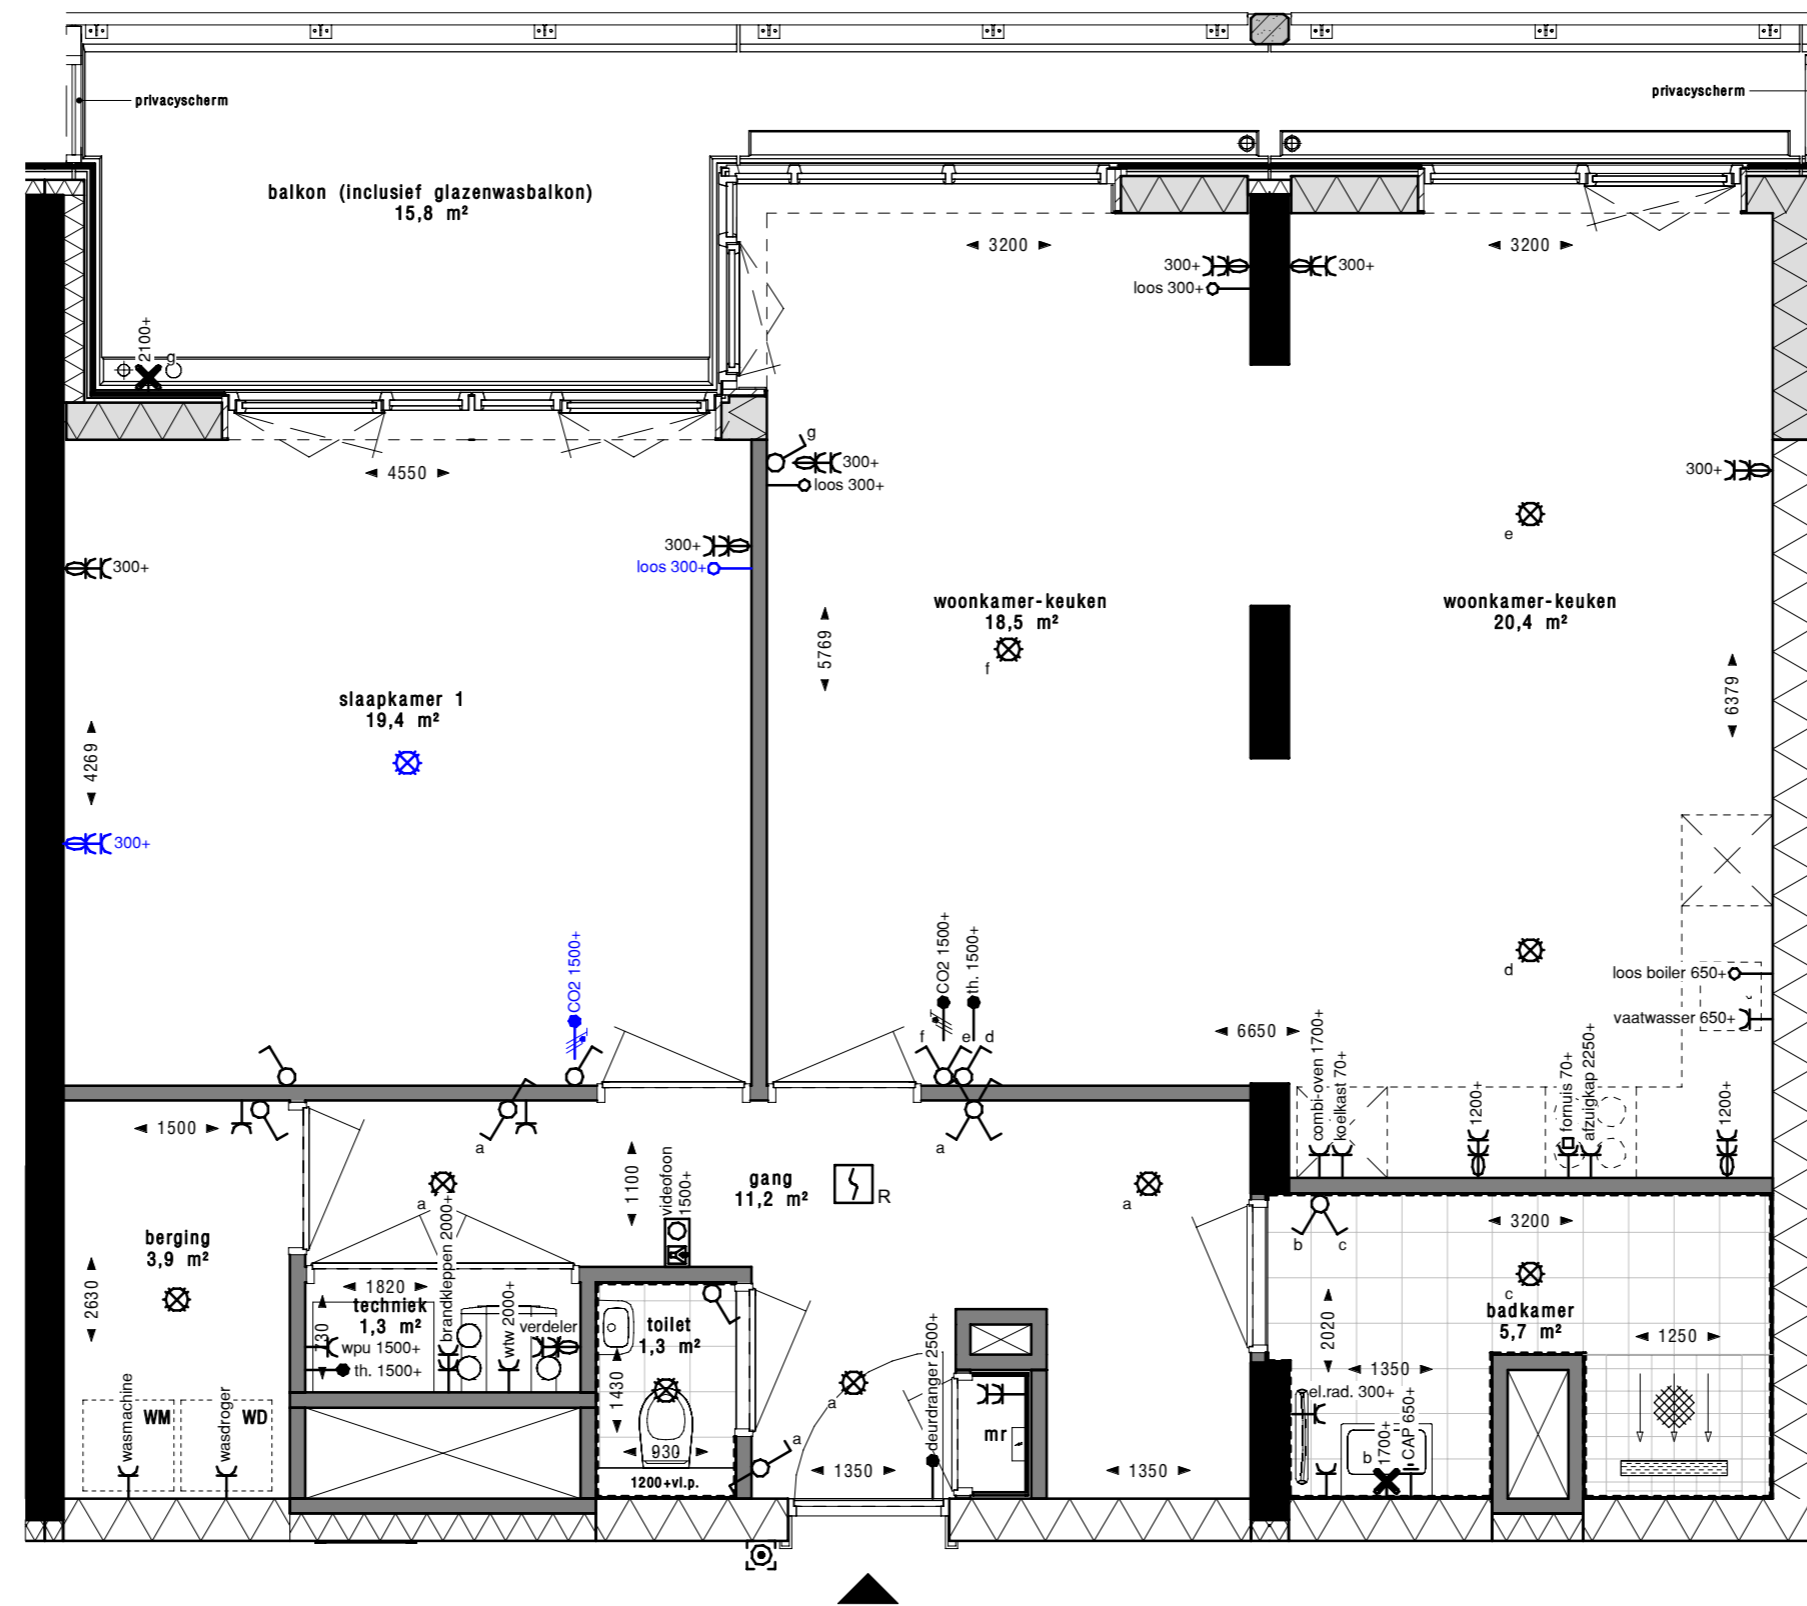 privacyscherm
privacyscherm
balkon (inclusief glazenwasbalkon)
15,8 m²
3200
3200
300+
300+
loos 300+
2100+
g
g
300+
loos 300+
4550
300+
e
300+
loos 300+
300+
woonkamer-keuken
18,5 m²
f
woonkamer-keuken
20,4 m²
5769
6379
slaapkamer 1
19,4 m²
4269
300+
CO2 1500+
CO2 1500+
th. 1500+
d
loos boiler 650+
vaatwasser 650+
6650
f
e
d
combi-oven 1700+
koelkast 70+
1200+
fornuis 70+
afzuigkap 2250+
1200+
1500
a
a
1100
videofoon
1500+
gang
11,2 m²
R
a
a
berging
3,9 m²
2630
brandkleppen 2000+
1820
techniek
1,3 m²
730
wpu 1500+
th. 1500+
wtw 2000+
verdeler
toilet
1,3 m²
1430
930
1200+vl.p.
a
a
1350
deurdranger 2500+
mr
1350
b
c
3200
c
badkamer
5,7 m²
2020
1250
1350
el.rad. 300+
b
1700+
CAP 650+
wasmachine
WM
wasdroger
WD